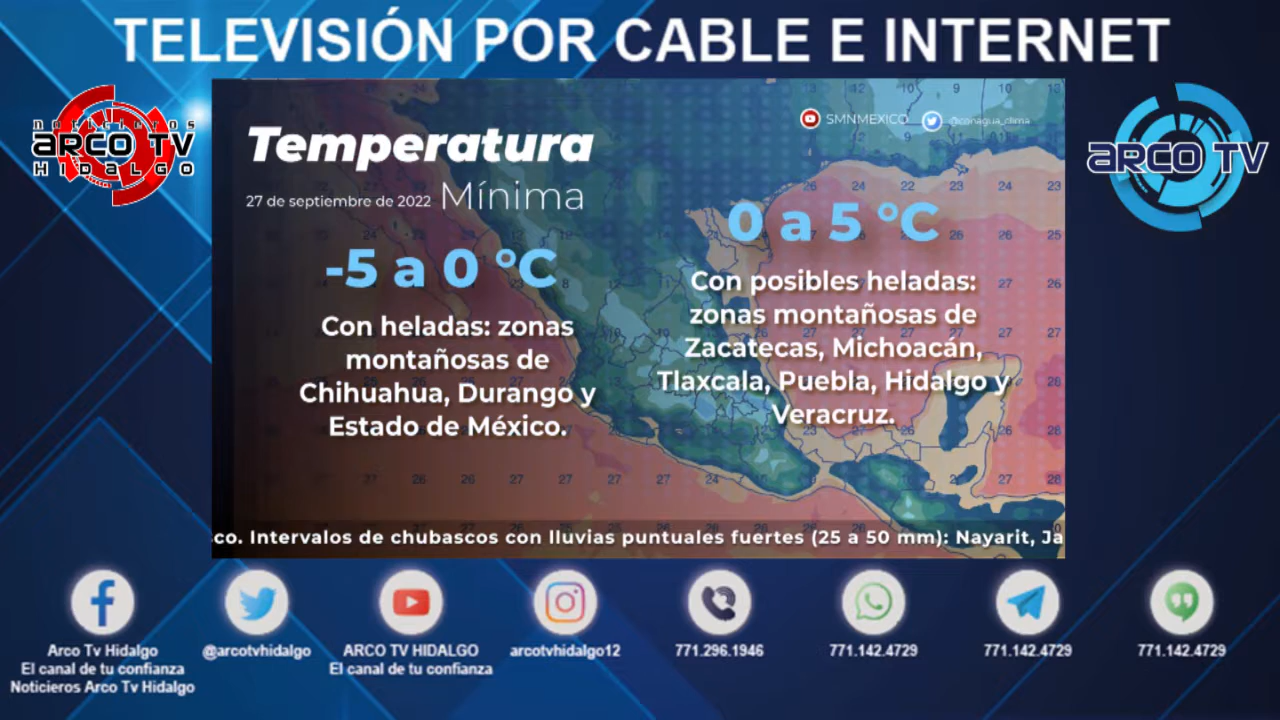 TELEVISIÓN POR CABLE E INTERNET
noticieros
ARCO TV
HIDALGO
ARCO TV
SMNMEXICO
@conagua_clima
Temperatura
27 de septiembre de 2022 Mínima
-5 a 0 °C
Con heladas: zonas
montañosas de
Chihuahua, Durango y
Estado de México.
0 a 5 °C
Con posibles heladas:
zonas montañosas de
Zacatecas, Michoacán,
Tlaxcala, Puebla, Hidalgo y
Veracruz.
sco. Intervalos de chubascos con lluvias puntuales fuertes (25 a 50 mm): Nayarit, Ja
Arco Tv Hidalgo
El canal de tu confianza
Noticieros Arco Tv Hidalgo
@arcotvhidalgo
ARCO TV HIDALGO
El canal de tu confianza
arcotvhidalgo12
771.296.1946
771.142.4729
771.142.4729
771.142.4729